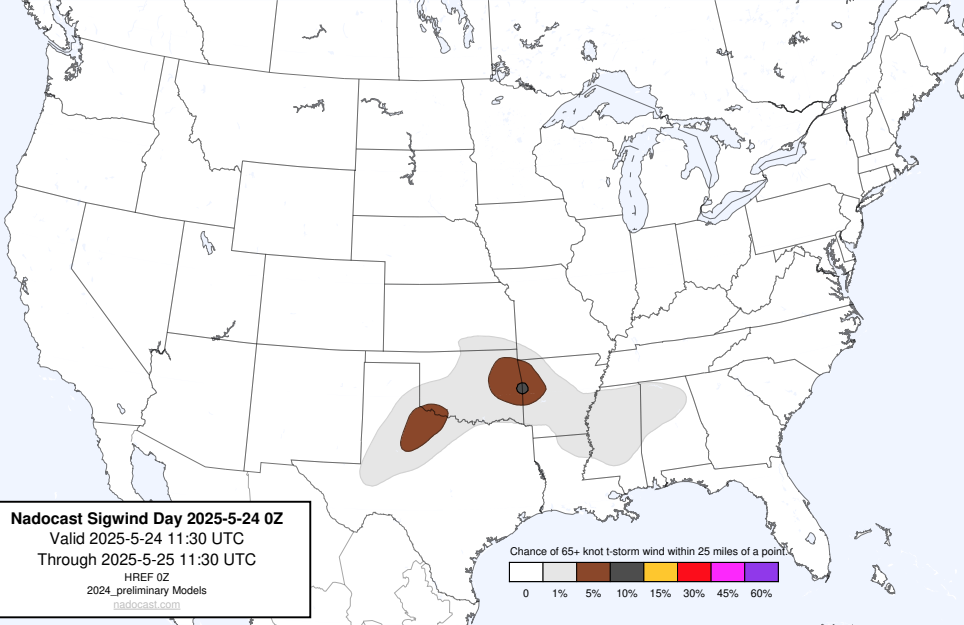 Nadocast Sigwind Day 2025-5-24 0Z
Valid 2025-5-24 11:30 UTC
Through 2025-5-25 11:30 UTC
HREF 0Z
2024_preliminary Models
nadocast.com
Chance of 65+ knot t-storm wind within 25 miles of a point.
0 1% 5% 10% 15% 30% 45% 60%